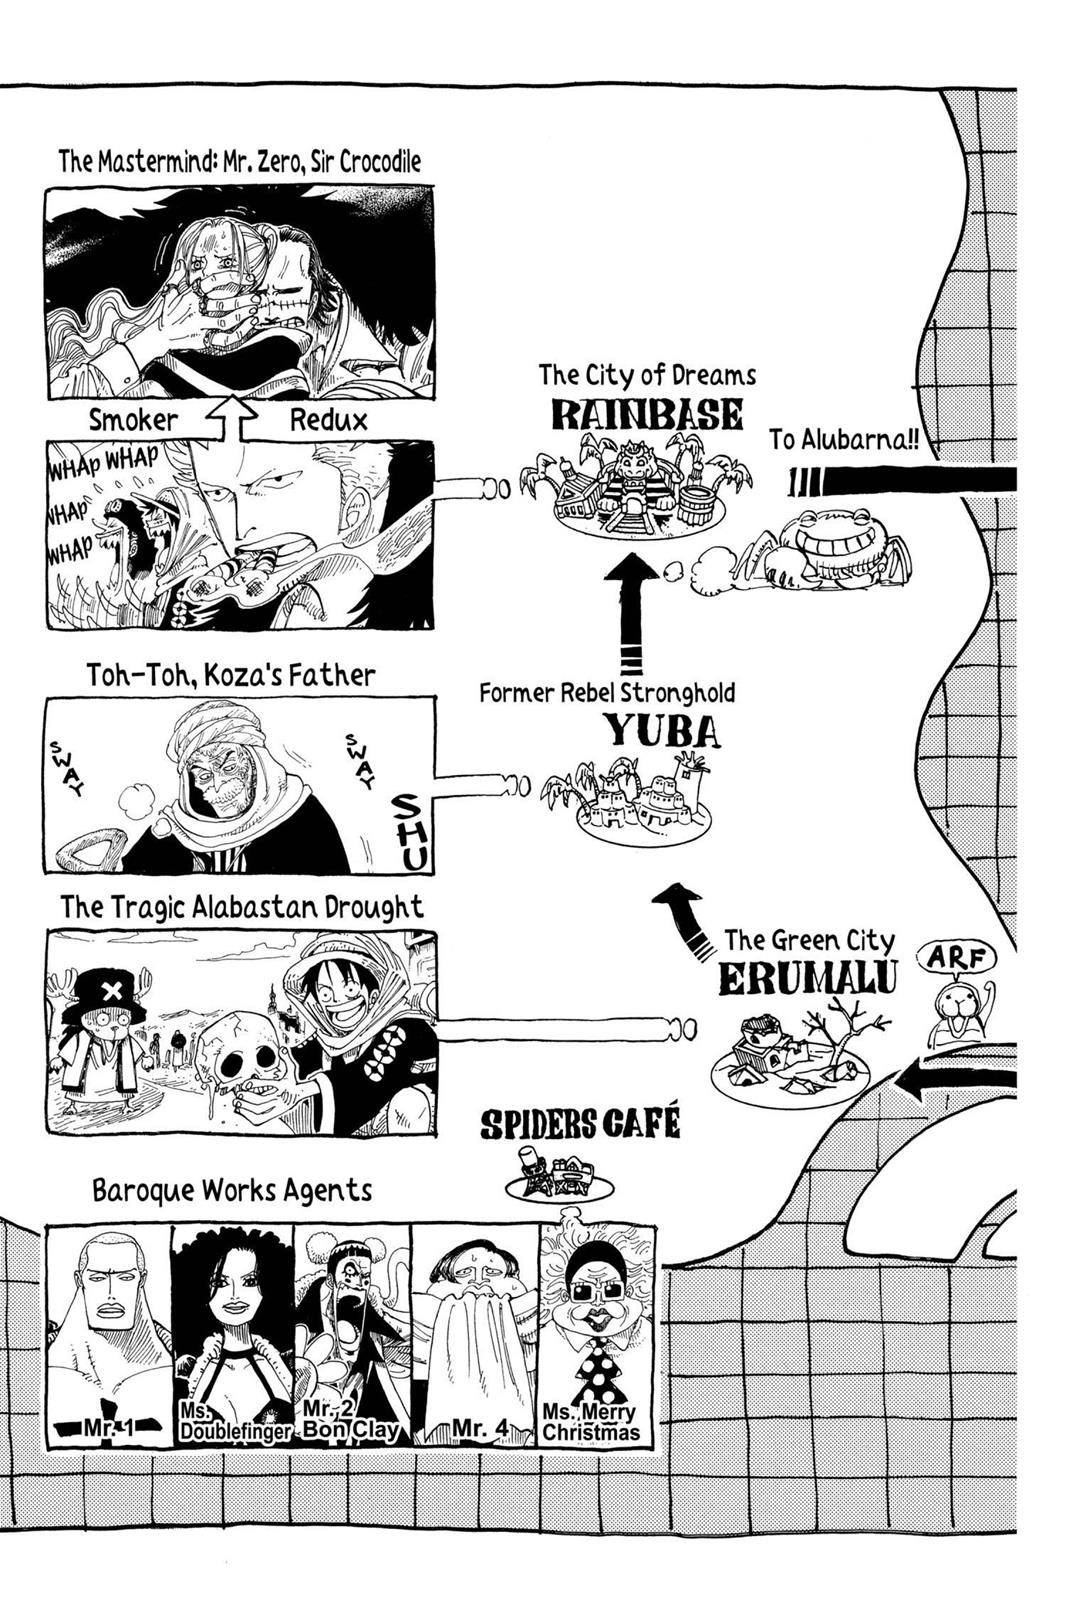 The Mastermind: Mr. Zero, Sir Crocodile
Smoker Redux
WHAP WHAP
WHAP
WHAP
The City of Dreams
RAINBASE
To Alubarna!!
Toh-Toh, Koza's Father
SWAY
SWAY
SHU
Former Rebel Stronghold
YUBA
The Tragic Alabastan Drought
The Green City
ERUMALU
ARF
SPIDERS CAFÉ
Baroque Works Agents
Mr. 1
Ms.
Doublefinger
Mr. 2
Bon Clay
Mr. 4
Ms. Merry
Christmas